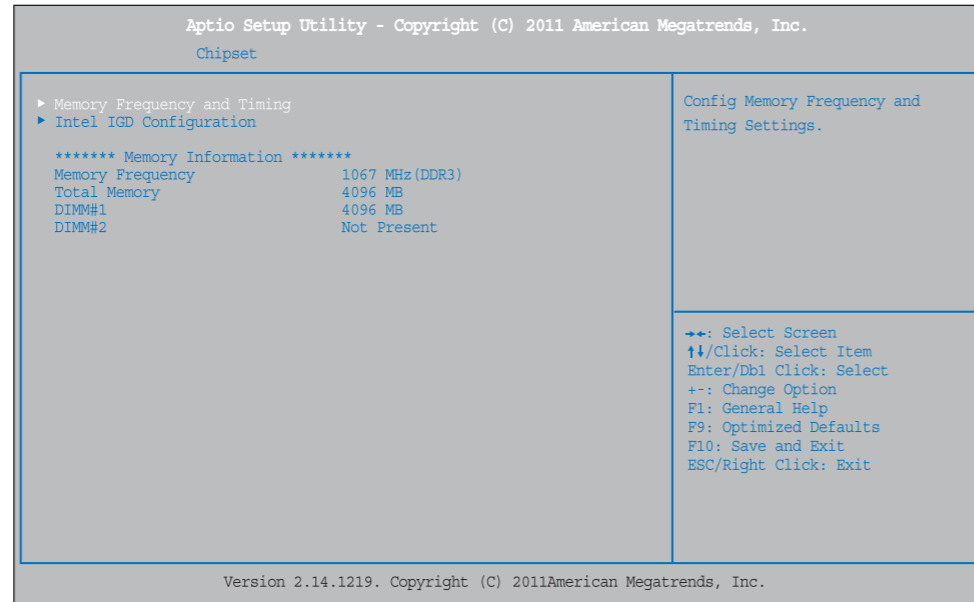 Aptio Setup Utility - Copyright (C) 2011 American Megatrends, Inc.
Chipset
▶ Memory Frequency and Timing
▶ Intel IGD Configuration
******* Memory Information *******
Memory Frequency 1067 MHz(DDR3)
Total Memory 4096 MB
DIMM#1 4096 MB
DIMM#2 Not Present
Config Memory Frequency and
Timing Settings.
→←: Select Screen
↑↓/Click: Select Item
Enter/Db1 Click: Select
+-: Change Option
F1: General Help
F9: Optimized Defaults
F10: Save and Exit
ESC/Right Click: Exit
Version 2.14.1219. Copyright (C) 2011American Megatrends, Inc.